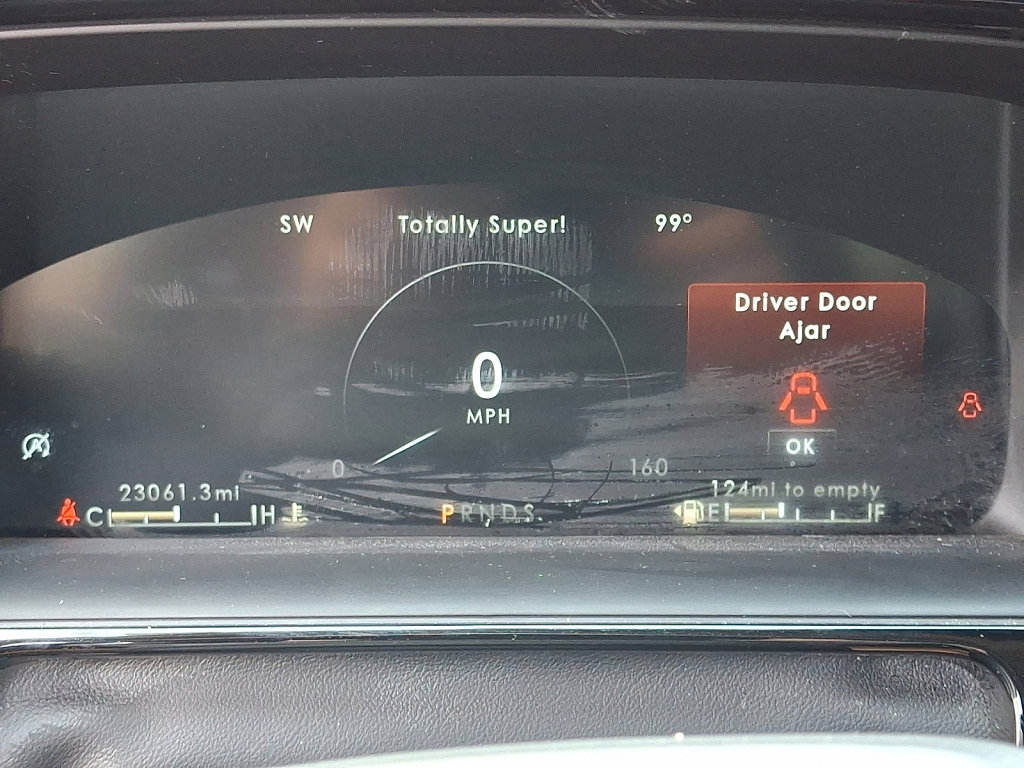 SW Totally Super! 99°
Driver Door
Ajar
0
MPH
OK
0 160
23061.3mi
124mi to empty
C H
PRNDS
E F